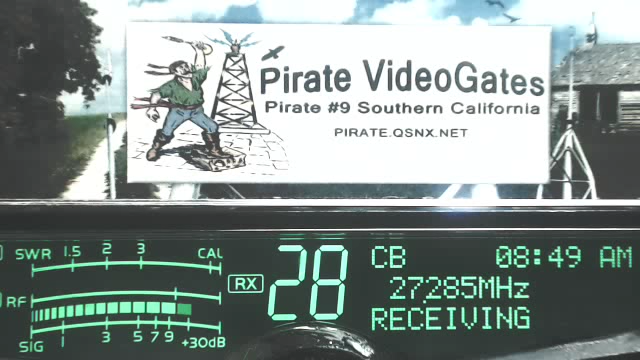 Pirate VideoGates
Pirate #9 Southern California
PIRATE.QSNX.NET
SWR 1.5 2 3 CAL
RF
SIG 1 3 5 7 9 +30dB
RX
28
CB 08:49 AM
27285MHz
RECEIVING